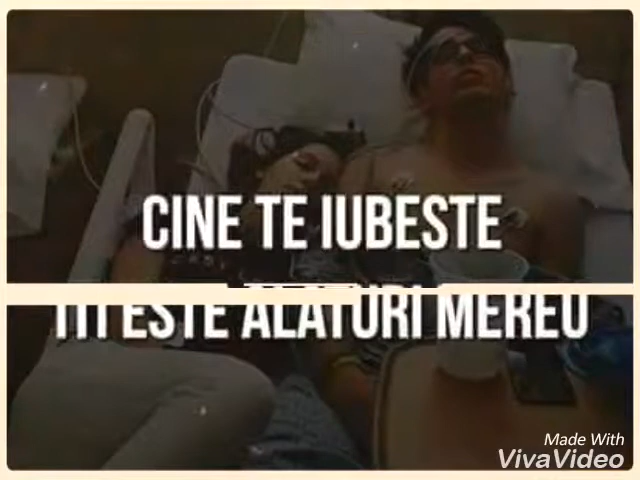 CINE TE IUBESTE
ITI ESTE ALATURI MEREU
Made With
VivaVideo